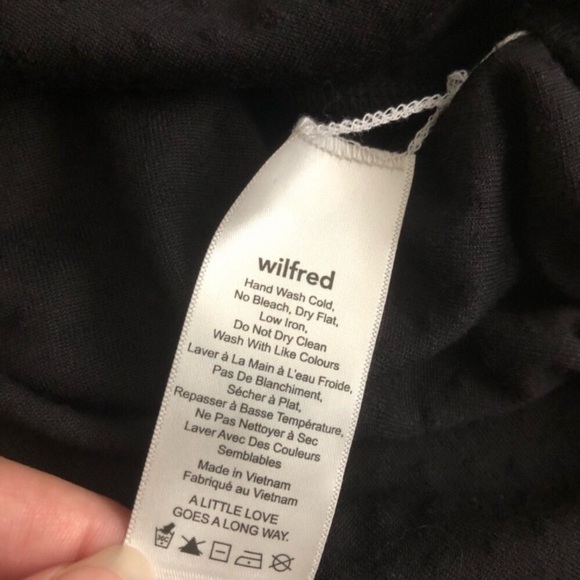 wilfred
Hand Wash Cold,
No Bleach, Dry Flat,
Low Iron,
Do Not Dry Clean
Wash With Like Colours
Laver à La Main à L'eau Froide,
Pas De Blanchiment,
Sécher à Plat,
Repasser à Basse Température,
Ne Pas Nettoyer à Sec
Laver Avec Des Couleurs
Semblables
Made in Vietnam
Fabriqué au Vietnam
A LITTLE LOVE
GOES A LONG WAY.